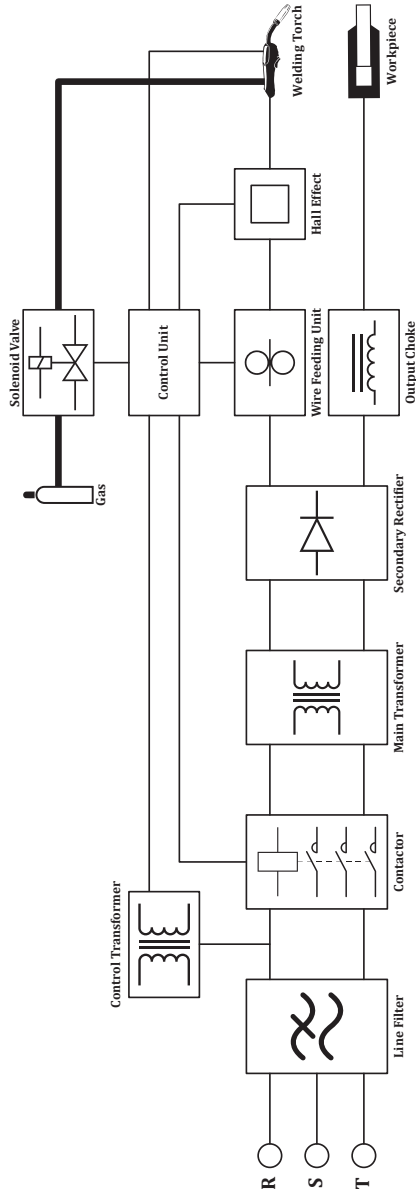 R
S
T
Line Filter
Control Transformer
Contactor
Main Transformer
Secondary Rectifier
Gas
Solenoid Valve
Control Unit
Wire Feeding Unit
Output Choke
Hall Effect
Welding Torch
Workpiece